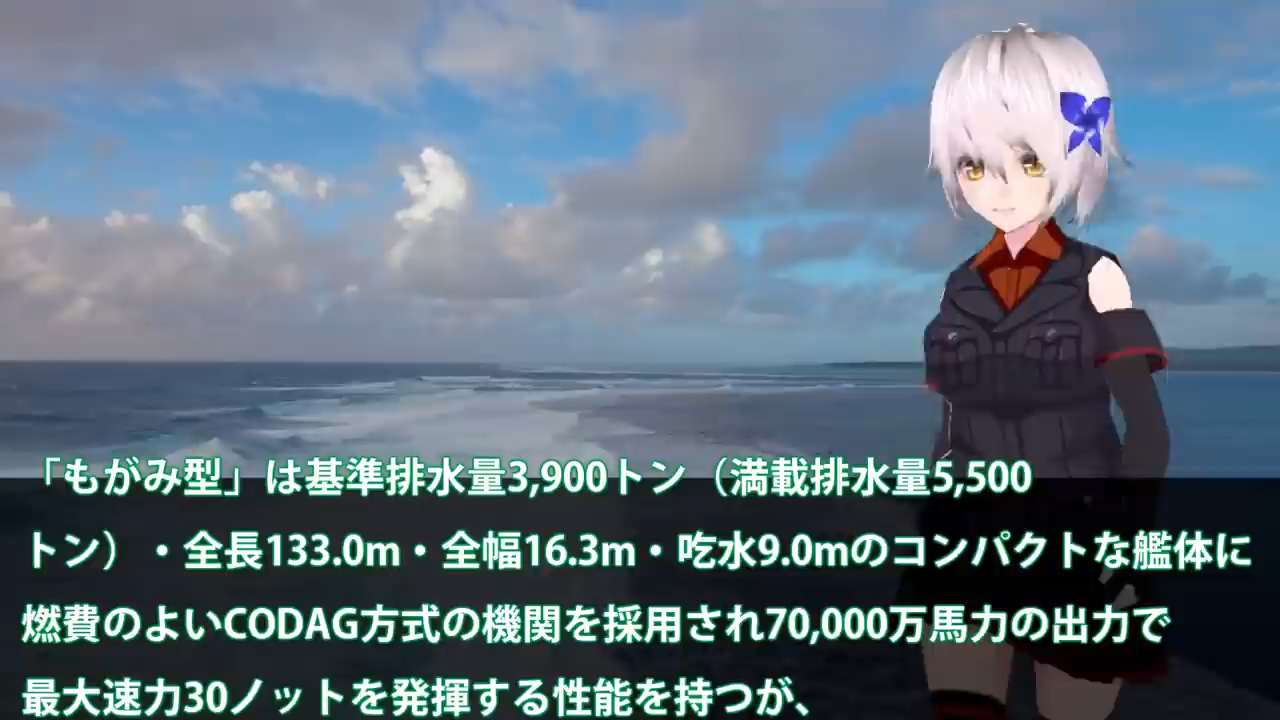 「もがみ型」は基準排水量3,900トン（満載排水量5,500
トン）・全長133.0m・全幅16.3m・吃水9.0mのコンパクトな艦体に
燃費のよいCODAG方式の機関を採用され70,000万馬力の出力で
最大速力30ノットを発揮する性能を持つが、